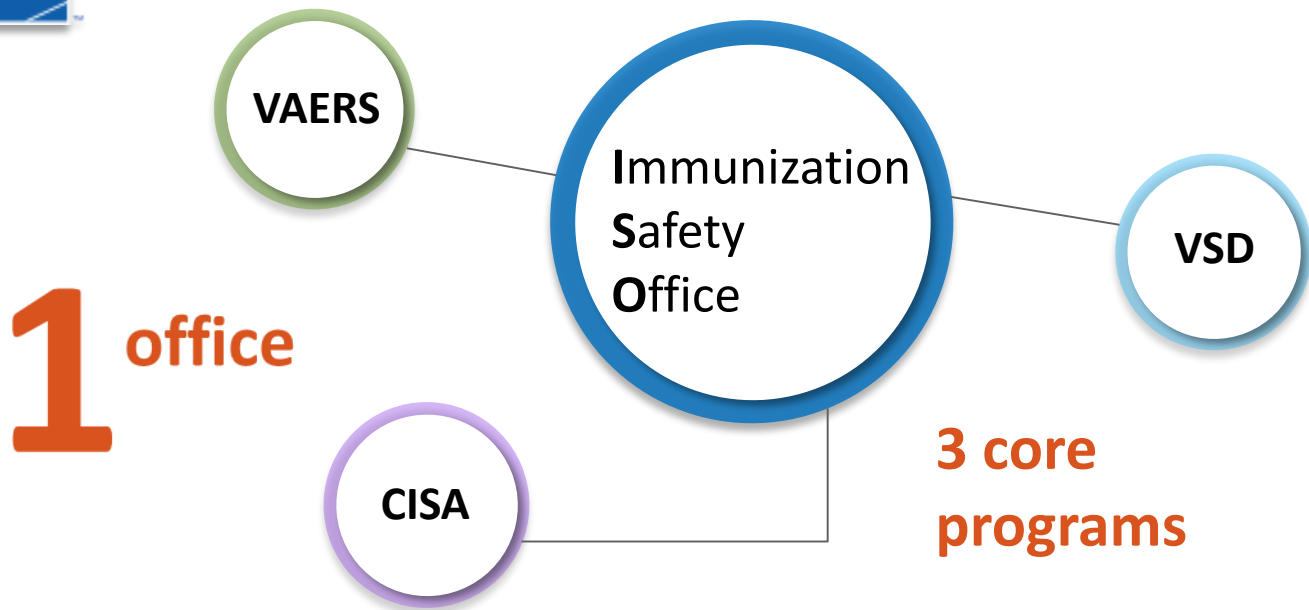 VAERS
Immunization
Safety
Office
VSD
1 office
CISA
3 core
programs